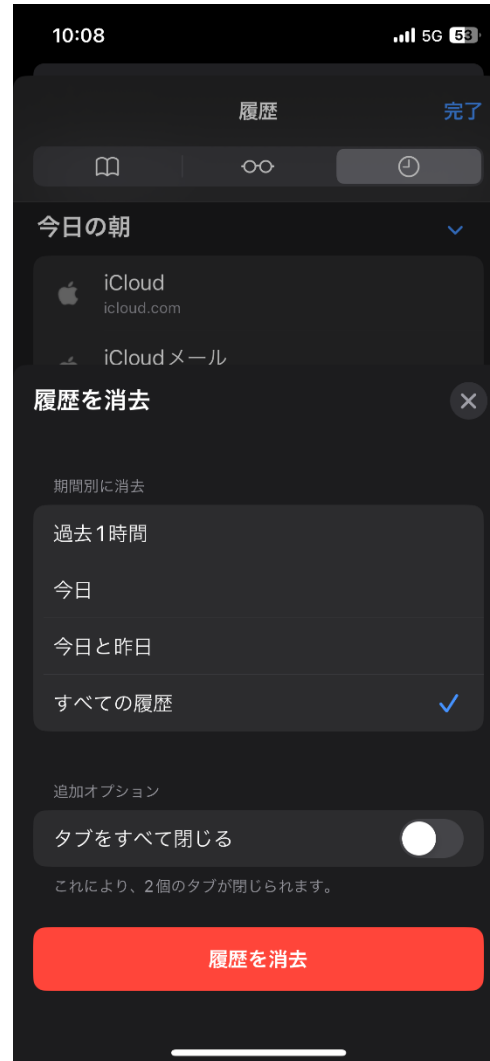 10:08 5G 53
履歴 完了
今日の朝
iCloud
icloud.com
iCloudメール
履歴を消去
期間別に消去
過去1時間
今日
今日と昨日
すべての履歴
追加オプション
タブをすべて閉じる
これにより、2個のタブが閉じられます。
履歴を消去